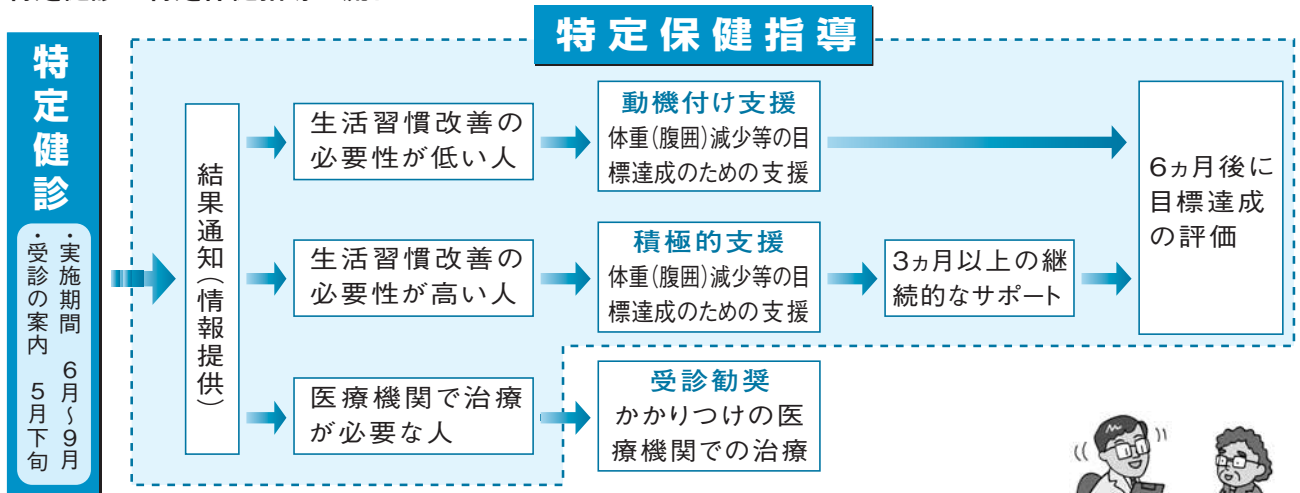 特定保健指導
特定健診
・実施期間 6月～9月
・受診の案内 5月下旬
結果通知（情報提供）
生活習慣改善の
必要性が低い人
動機付け支援
体重(腹囲)減少等の目
標達成のための支援
生活習慣改善の
必要性が高い人
積極的支援
体重(腹囲)減少等の目
標達成のための支援
3ヵ月以上の継
続的なサポート
6ヵ月後に
目標達成
の評価
医療機関で治療
が必要な人
受診勧奨
かかりつけの医
療機関での治療